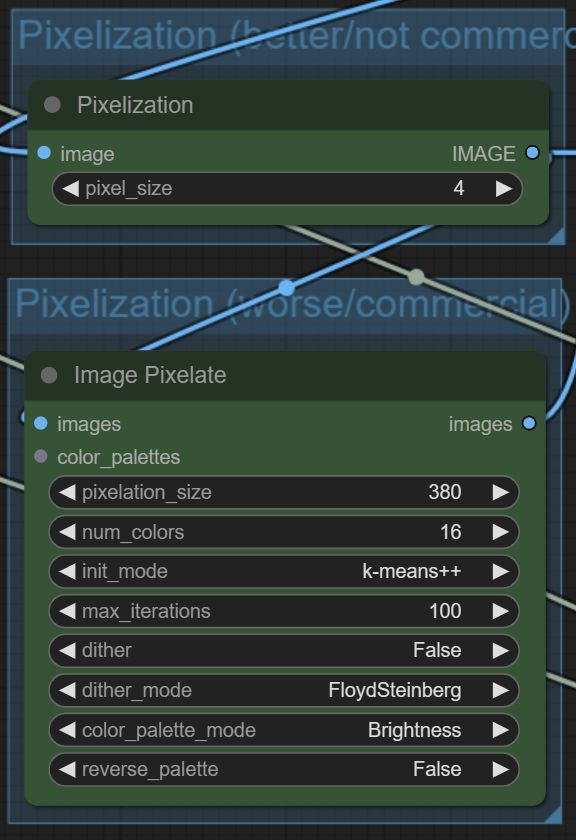 Pixelization (better/not commerc
Pixelization
image IMAGE
pixel_size 4
Pixelization (worse/commercial)
Image Pixelate
images images
color_palettes
pixelation_size 380
num_colors 16
init_mode k-means++
max_iterations 100
dither False
dither_mode FloydSteinberg
color_palette_mode Brightness
reverse_palette False